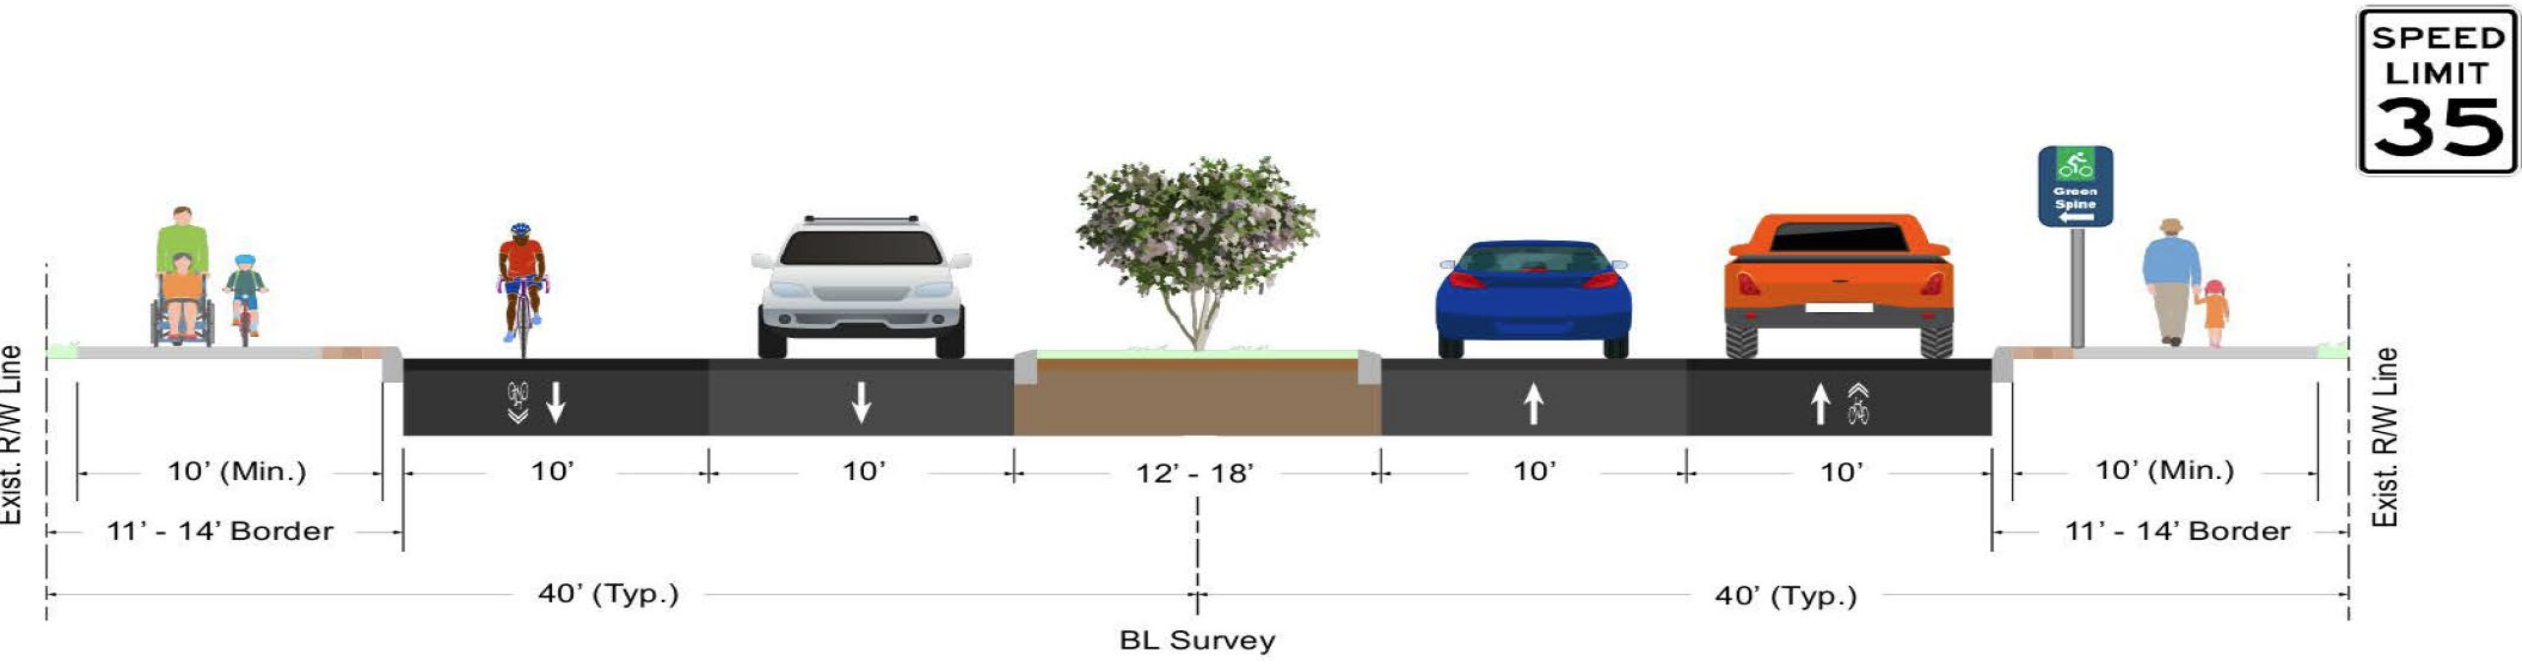 SPEED
LIMIT
35
Green
Spine
Exist. R/W Line
Exist. R/W Line
10’ (Min.)
10’
10’
12’ - 18’
10’
10’
10’ (Min.)
11’ - 14’ Border
11’ - 14’ Border
40’ (Typ.)
40’ (Typ.)
BL Survey